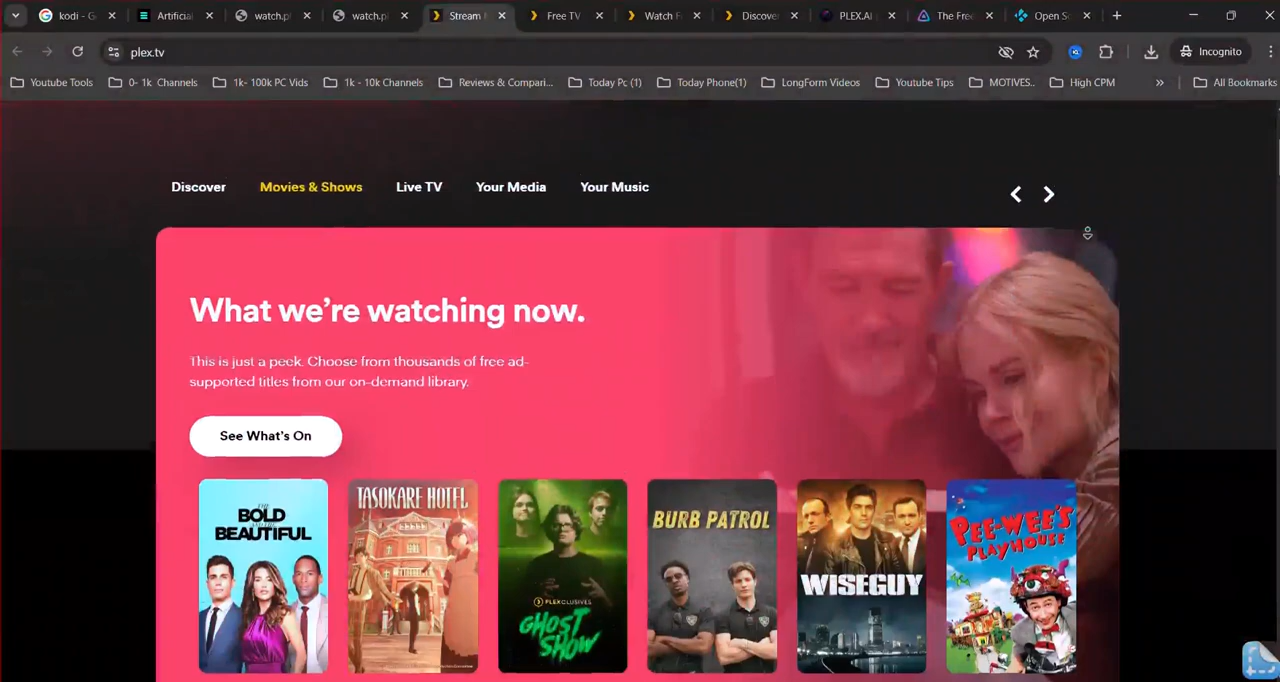 kodi - G
Artificial
watch.p
watch.p
Stream
Free TV
Watch F
Discove
PLEX.AI
The Free
Open So
plex.tv
Incognito
Youtube Tools
0- 1k Channels
1k- 100k PC Vids
1k - 10k Channels
Reviews & Compari...
Today Pc (1)
Today Phone(1)
LongForm Videos
Youtube Tips
MOTIVES..
High CPM
»
All Bookmarks
Discover
Movies & Shows
Live TV
Your Media
Your Music
What we're watching now.
This is just a peek. Choose from thousands of free ad-
supported titles from our on-demand library.
See What's On
THE
BOLD
AND THE
BEAUTIFUL
TASOKARE HOTEL
PLEXCLUSIVES
GHOST
SHOW
BURB PATROL
WISEGUY
PEE-WEE'S
PLAYHOUSE